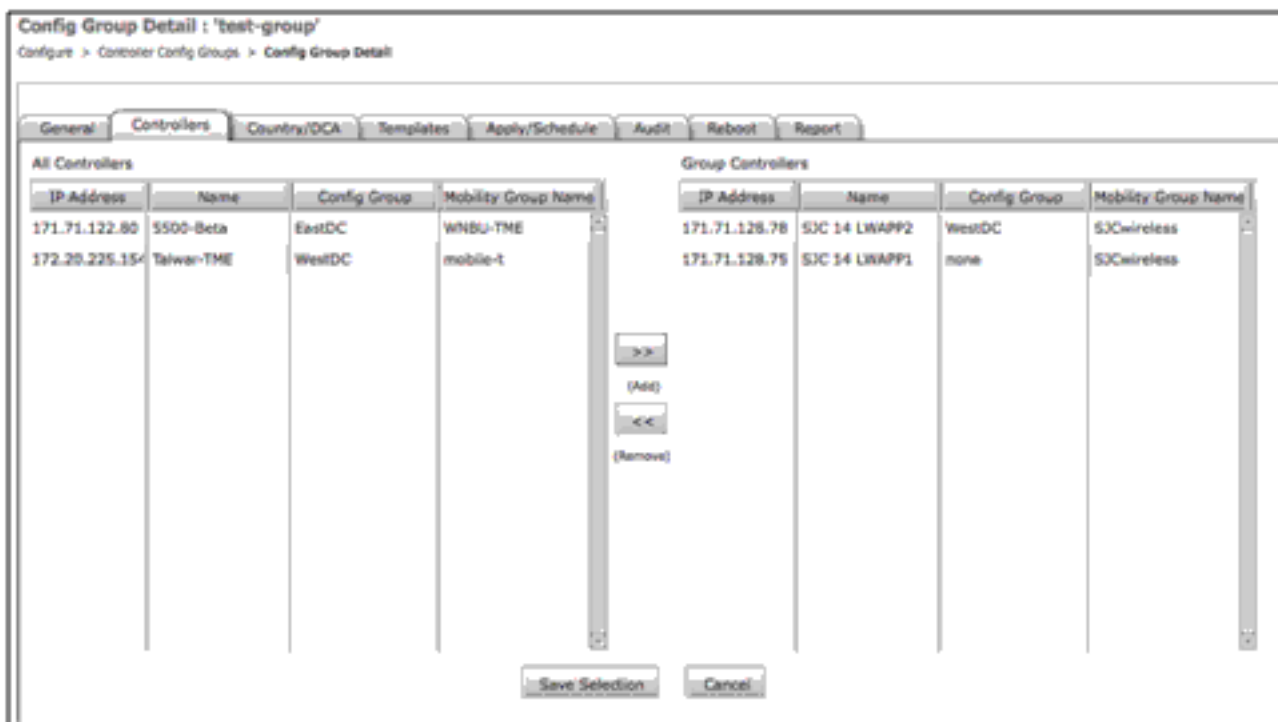 Config Group Detail : 'test-group'
Configure > Controller Config Groups > Config Group Detail
General Controllers Country/DCA Templates Apply/Schedule Audit Reboot Report
All Controllers
IP Address Name Config Group Mobility Group Name
171.71.122.80 5500-Beta EastDC WNBU-TME
172.20.225.154 Talwar-TME WestDC mobile-t
>>
(Add)
<<
(Remove)
Group Controllers
IP Address Name Config Group Mobility Group Name
171.71.128.78 SJC 14 LWAPP2 WestDC SJCwireless
171.71.128.75 SJC 14 LWAPP1 none SJCwireless
Save Selection Cancel